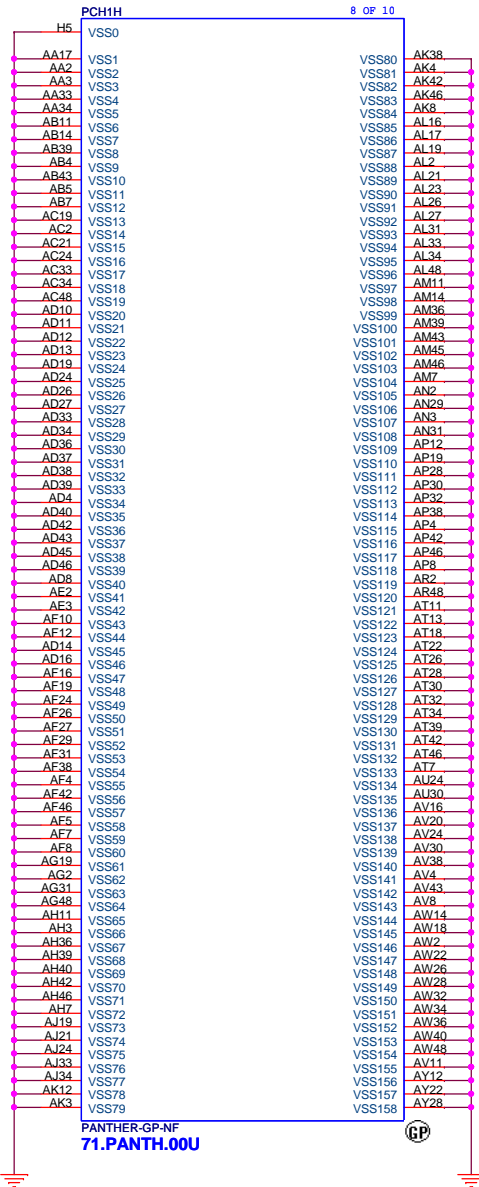 PCH1H 8 OF 10
H5 VSS0
AA17 VSS1 VSS80 AK38
AA2 VSS2 VSS81 AK4
AA3 VSS3 VSS82 AK42
AA33 VSS4 VSS83 AK46
AA34 VSS5 VSS84 AK8
AB11 VSS6 VSS85 AL16
AB14 VSS7 VSS86 AL17
AB39 VSS8 VSS87 AL19
AB4 VSS9 VSS88 AL2
AB43 VSS10 VSS89 AL21
AB5 VSS11 VSS90 AL23
AB7 VSS12 VSS91 AL26
AC19 VSS13 VSS92 AL27
AC2 VSS14 VSS93 AL31
AC21 VSS15 VSS94 AL33
AC24 VSS16 VSS95 AL34
AC33 VSS17 VSS96 AL48
AC34 VSS18 VSS97 AM11
AC48 VSS19 VSS98 AM14
AD10 VSS20 VSS99 AM36
AD11 VSS21 VSS100 AM39
AD12 VSS22 VSS101 AM43
AD13 VSS23 VSS102 AM45
AD19 VSS24 VSS103 AM46
AD24 VSS25 VSS104 AM7
AD26 VSS26 VSS105 AN2
AD27 VSS27 VSS106 AN29
AD33 VSS28 VSS107 AN3
AD34 VSS29 VSS108 AN31
AD36 VSS30 VSS109 AP12
AD37 VSS31 VSS110 AP19
AD38 VSS32 VSS111 AP28
AD39 VSS33 VSS112 AP30
AD4 VSS34 VSS113 AP32
AD40 VSS35 VSS114 AP38
AD42 VSS36 VSS115 AP4
AD43 VSS37 VSS116 AP42
AD45 VSS38 VSS117 AP46
AD46 VSS39 VSS118 AP8
AD8 VSS40 VSS119 AR2
AE2 VSS41 VSS120 AR48
AE3 VSS42 VSS121 AT11
AF10 VSS43 VSS122 AT13
AF12 VSS44 VSS123 AT18
AD14 VSS45 VSS124 AT22
AD16 VSS46 VSS125 AT26
AF16 VSS47 VSS126 AT28
AF19 VSS48 VSS127 AT30
AF24 VSS49 VSS128 AT32
AF26 VSS50 VSS129 AT34
AF27 VSS51 VSS130 AT39
AF29 VSS52 VSS131 AT42
AF31 VSS53 VSS132 AT46
AF38 VSS54 VSS133 AT7
AF4 VSS55 VSS134 AU24
AF42 VSS56 VSS135 AU30
AF46 VSS57 VSS136 AV16
AF5 VSS58 VSS137 AV20
AF7 VSS59 VSS138 AV24
AF8 VSS60 VSS139 AV30
AG19 VSS61 VSS140 AV38
AG2 VSS62 VSS141 AV4
AG31 VSS63 VSS142 AV43
AG48 VSS64 VSS143 AV8
AH11 VSS65 VSS144 AW14
AH3 VSS66 VSS145 AW18
AH36 VSS67 VSS146 AW2
AH39 VSS68 VSS147 AW22
AH40 VSS69 VSS148 AW26
AH42 VSS70 VSS149 AW28
AH46 VSS71 VSS150 AW32
AH7 VSS72 VSS151 AW34
AJ19 VSS73 VSS152 AW36
AJ21 VSS74 VSS153 AW40
AJ24 VSS75 VSS154 AW48
AJ33 VSS76 VSS155 AV11
AJ34 VSS77 VSS156 AY12
AK12 VSS78 VSS157 AY22
AK3 VSS79 VSS158 AY28
PANTHER-GP-NF
71.PANTH.00U GP